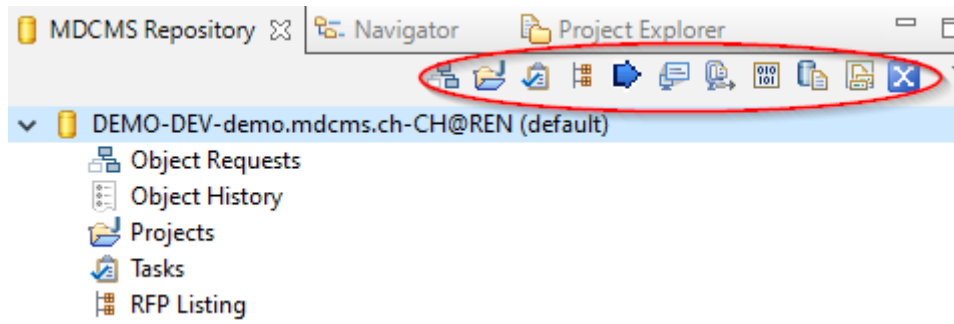 MDCMS Repository Navigator Project Explorer
DEMO-DEV-demo.mdcms.ch-CH@REN (default)
Object Requests
Object History
Projects
Tasks
RFP Listing